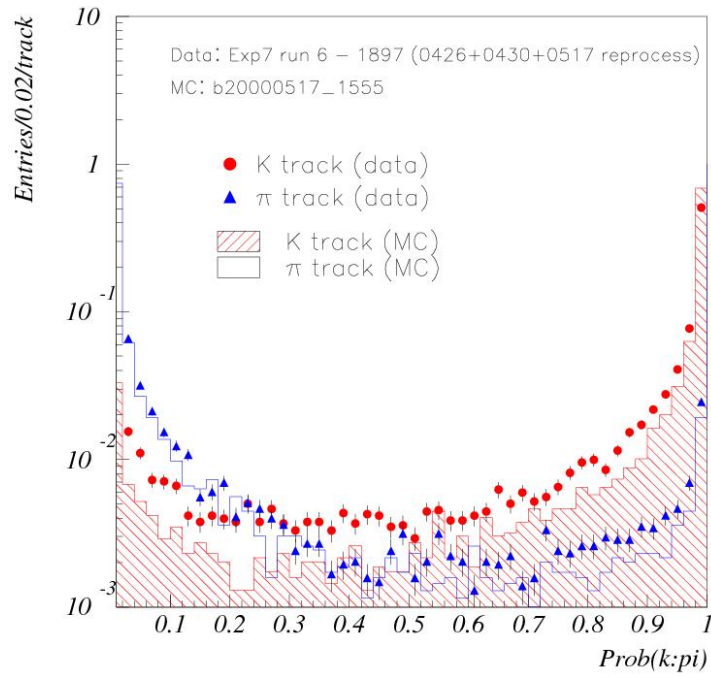 10
Data: Exp7 run 6 − 1897 (0426+0430+0517 reprocess)
MC: b20000517_1555
Entries/0.02/track
1
K track (data)
π track (data)
K track (MC)
π track (MC)
10 -1
10 -2
10 -3
0.1 0.2 0.3 0.4 0.5 0.6 0.7 0.8 0.9 1
Prob(k:pi)